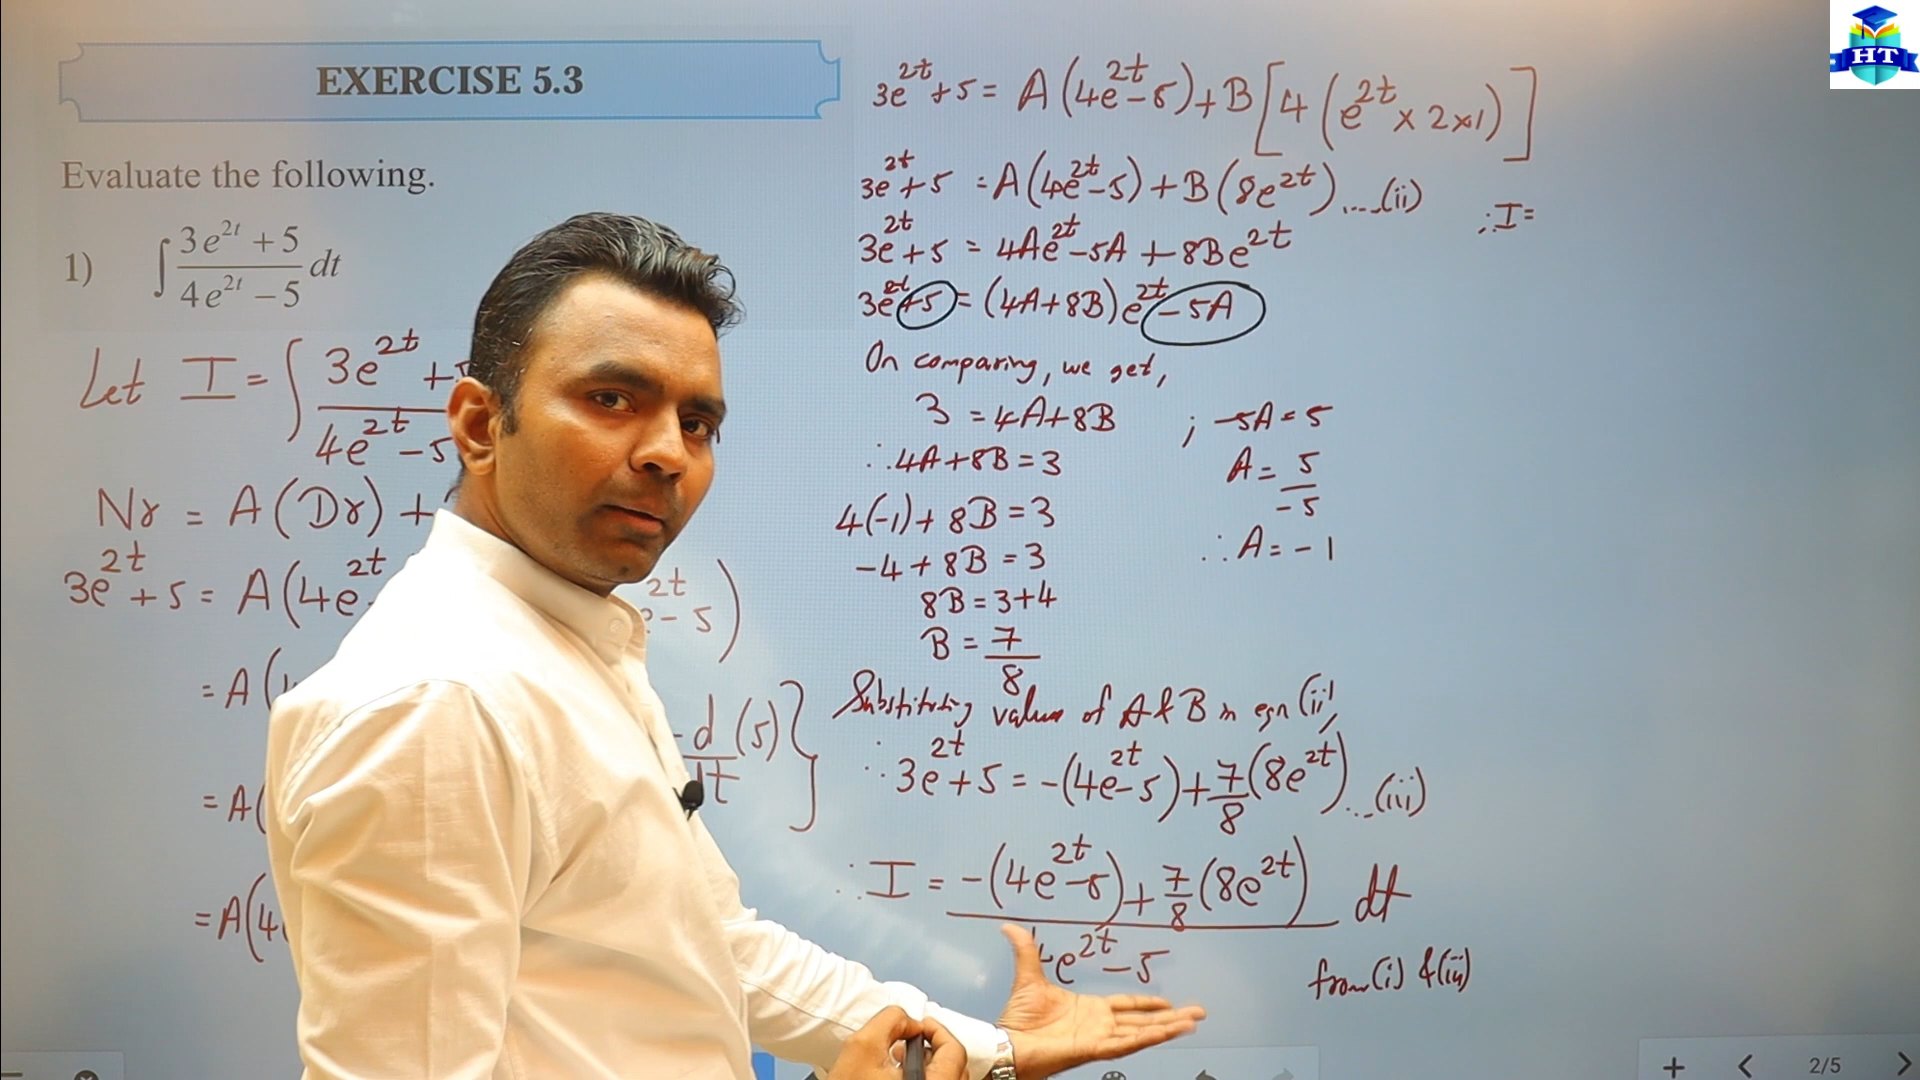 HT
EXERCISE 5.3
Evaluate the following.
1) ∫ (3e^{2t} + 5)/(4e^{2t} − 5) dt
Let I = ∫ 3e^{2t} +
4e^{2t} − 5
Nr = A(Dr) +
3e^{2t} + 5 = A(4e^{2t}
2t
− 5)
= A(
− d/dt (5)}
= A(
= A(4
3e^{2t} + 5 = A(4e^{2t} − 5) + B[4(e^{2t} × 2×1)]
3e^{2t} + 5 = A(4e^{2t} − 5) + B(8e^{2t}) ....(ii)
3e^{2t} + 5 = 4Ae^{2t} − 5A + 8Be^{2t}
3e^{2t} + 5 = (4A+8B)e^{2t} − 5A
On comparing, we get,
3 = 4A+8B ; −5A = 5
∴ 4A+8B = 3 A = 5/−5
4(−1) + 8B = 3 ∴ A = −1
−4 + 8B = 3
8B = 3+4
B = 7/8
Substituting values of A & B in eqn (ii)
∴ 3e^{2t} + 5 = −(4e^{2t} − 5) + 7/8 (8e^{2t}) ...(iii)
∴ I = (−(4e^{2t} − 5) + 7/8 (8e^{2t}))/(4e^{2t} − 5) dt
from (i) & (iii)
∴ I =
2/5